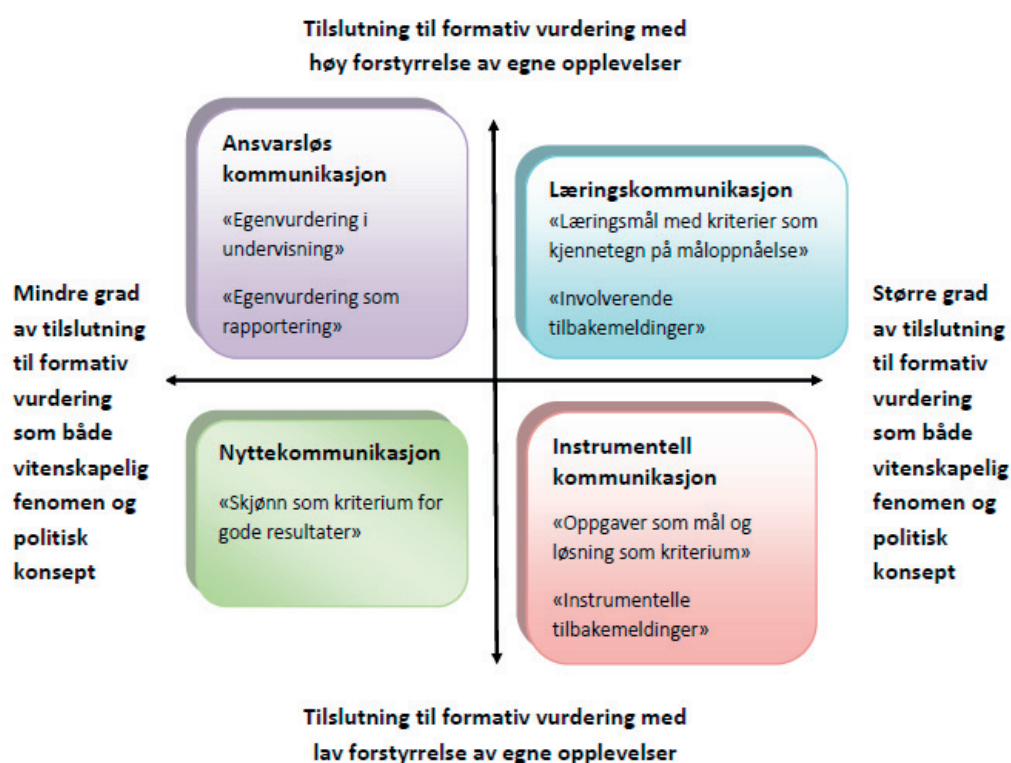 Tilslutning til formativ vurdering med
høy forstyrrelse av egne opplevelser
Ansvarsløs
kommunikasjon
«Egenvurdering i
undervisning»
«Egenvurdering som
rapportering»
Læringskommunikasjon
«Læringsmål med kriterier som
kjennetegn på måloppnåelse»
«Involverende
tilbakemeldinger»
Mindre grad
av tilslutning
til formativ
vurdering
som både
vitenskapelig
fenomen og
politisk
konsept
Større grad
av tilslutning
til formativ
vurdering
som både
vitenskapelig
fenomen og
politisk
konsept
Nyttekommunikasjon
«Skjønn som kriterium for
gode resultater»
Instrumentell
kommunikasjon
«Oppgaver som mål og
løsning som kriterium»
«Instrumentelle
tilbakemeldinger»
Tilslutning til formativ vurdering med
lav forstyrrelse av egne opplevelser